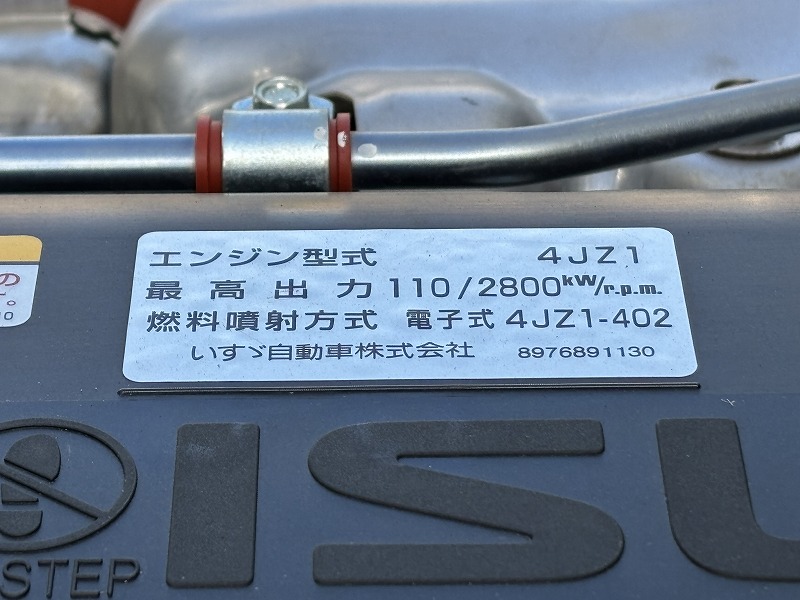 エンジン型式 4JZ1
最高出力 110/2800kW/r.p.m.
燃料噴射方式 電子式 4JZ1-402
いすゞ自動車株式会社 8976891130
の
ISU
STEP